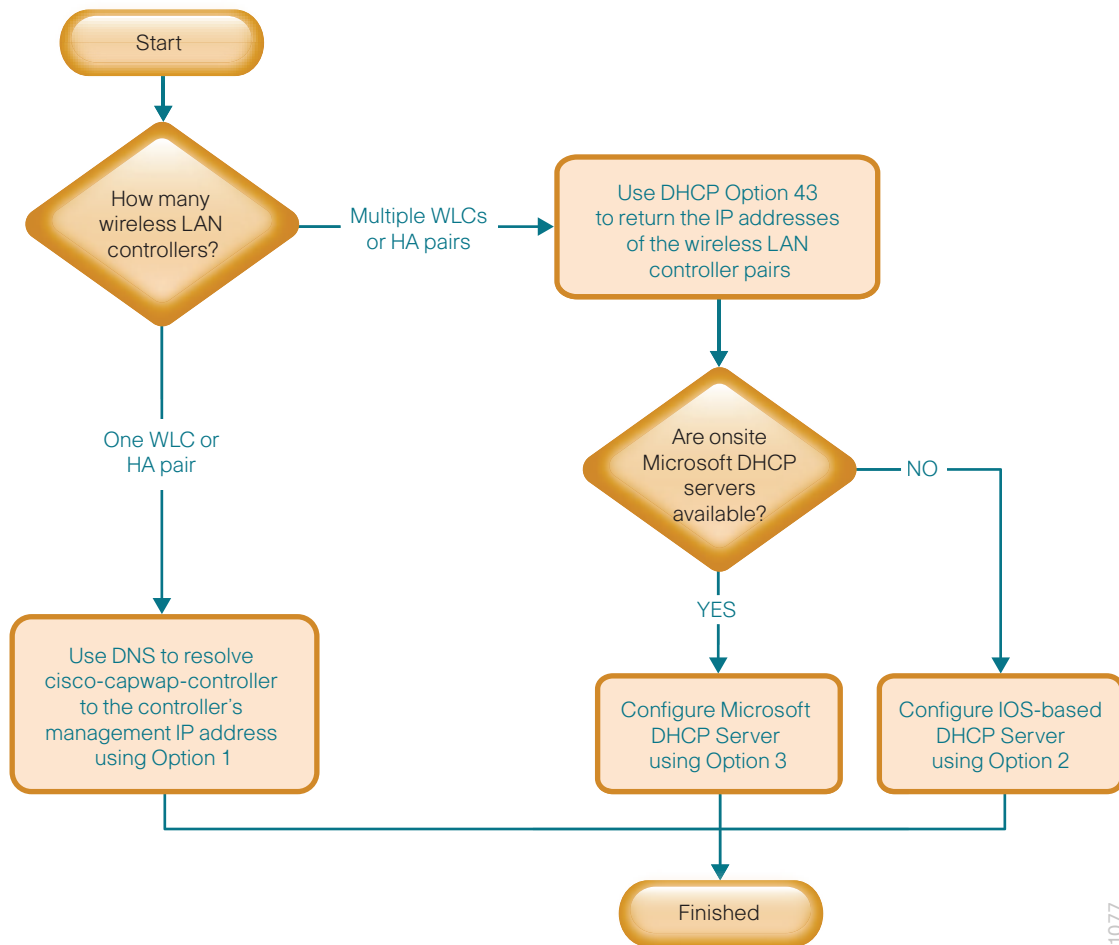 Start
How many
wireless LAN
controllers?
Multiple WLCs
or HA pairs
Use DHCP Option 43
to return the IP addresses
of the wireless LAN
controller pairs
One WLC or
HA pair
Are onsite
Microsoft DHCP
servers
available?
NO
YES
Use DNS to resolve
cisco-capwap-controller
to the controller’s
management IP address
using Option 1
Configure Microsoft
DHCP Server
using Option 3
Configure IOS-based
DHCP Server
using Option 2
Finished
1077